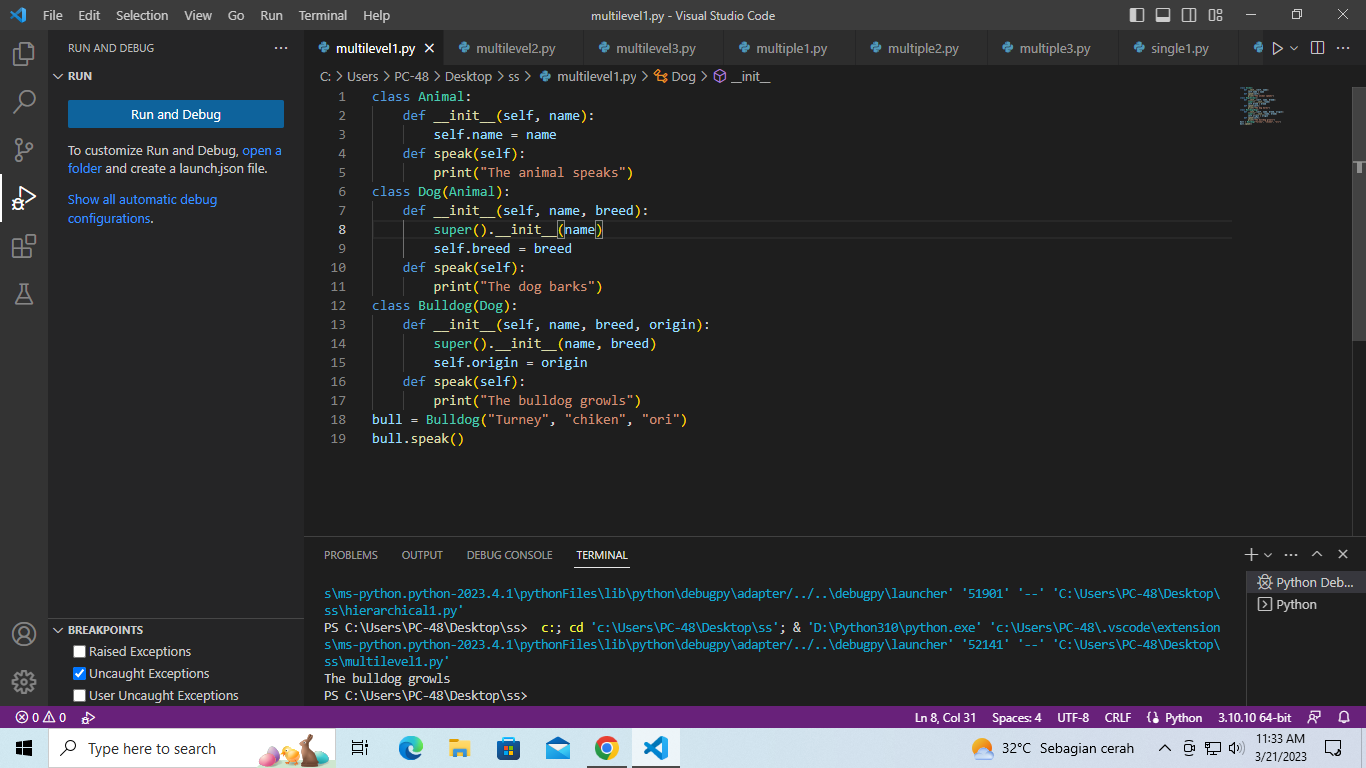 File Edit Selection View Go Run Terminal Help
multilevel1.py - Visual Studio Code
RUN AND DEBUG
RUN
Run and Debug
To customize Run and Debug, open a
folder and create a launch.json file.
Show all automatic debug
configurations.
BREAKPOINTS
Raised Exceptions
Uncaught Exceptions
User Uncaught Exceptions
multilevel1.py multilevel2.py multilevel3.py multiple1.py multiple2.py multiple3.py single1.py
C: > Users > PC-48 > Desktop > ss > multilevel1.py > Dog > __init__
1 class Animal:
2     def __init__(self, name):
3         self.name = name
4     def speak(self):
5         print("The animal speaks")
6 class Dog(Animal):
7     def __init__(self, name, breed):
8         super().__init__(name)
9         self.breed = breed
10     def speak(self):
11         print("The dog barks")
12 class Bulldog(Dog):
13     def __init__(self, name, breed, origin):
14         super().__init__(name, breed)
15         self.origin = origin
16     def speak(self):
17         print("The bulldog growls")
18 bull = Bulldog("Turney", "chiken", "ori")
19 bull.speak()
PROBLEMS OUTPUT DEBUG CONSOLE TERMINAL
s\ms-python.python-2023.4.1\pythonFiles\lib\python\debugpy\adapter/../..\debugpy\launcher' '51901' '--' 'C:\Users\PC-48\Desktop\
ss\hierarchical1.py'
PS C:\Users\PC-48\Desktop\ss>  c:; cd 'c:\Users\PC-48\Desktop\ss'; & 'D:\Python310\python.exe' 'c:\Users\PC-48\.vscode\extension
s\ms-python.python-2023.4.1\pythonFiles\lib\python\debugpy\adapter/../..\debugpy\launcher' '52141' '--' 'C:\Users\PC-48\Desktop\
ss\multilevel1.py'
The bulldog growls
PS C:\Users\PC-48\Desktop\ss>
Python Deb...
Python
0 0
Ln 8, Col 31 Spaces: 4 UTF-8 CRLF Python 3.10.10 64-bit
Type here to search
32°C Sebagian cerah
11:33 AM
3/21/2023